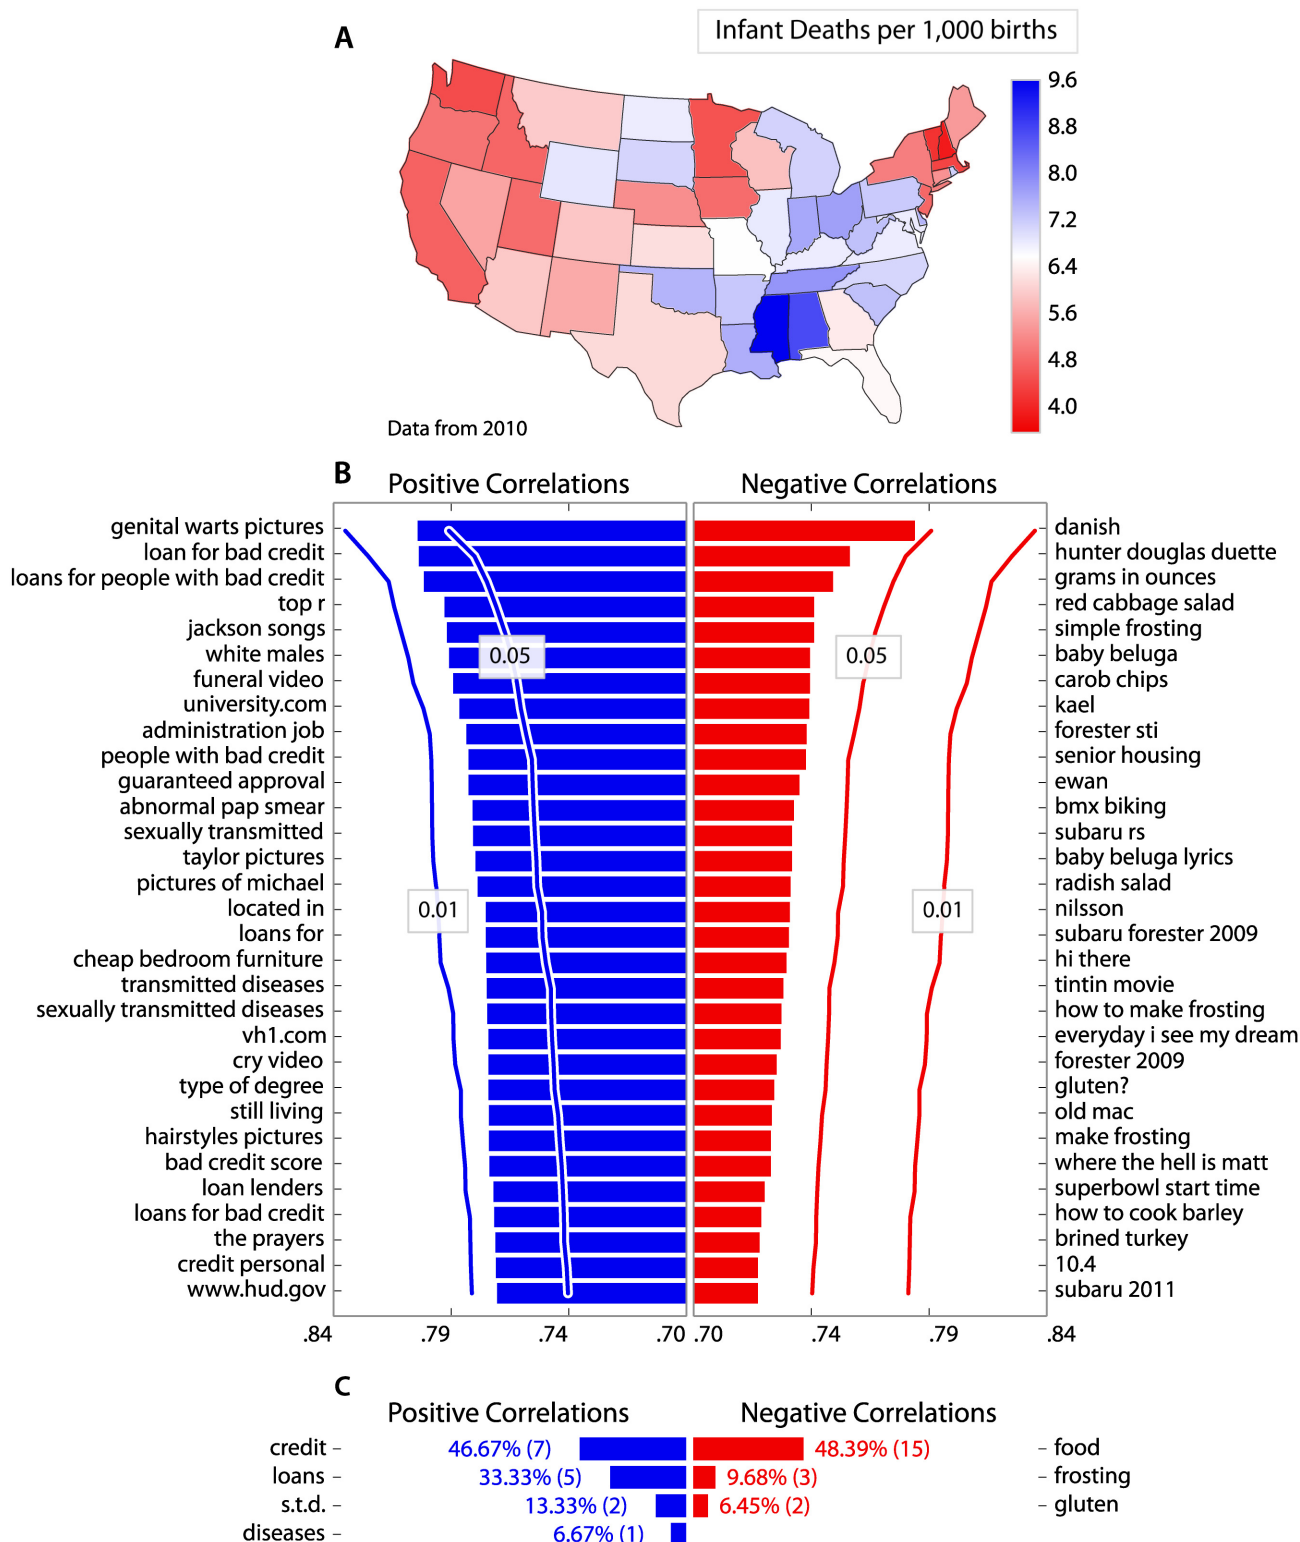 A
Infant Deaths per 1,000 births
9.6
8.8
8.0
7.2
6.4
5.6
4.8
4.0
Data from 2010
B
Positive Correlations
Negative Correlations
genital warts pictures
loan for bad credit
loans for people with bad credit
top r
jackson songs
white males
funeral video
university.com
administration job
people with bad credit
guaranteed approval
abnormal pap smear
sexually transmitted
taylor pictures
pictures of michael
located in
loans for
cheap bedroom furniture
transmitted diseases
sexually transmitted diseases
vh1.com
cry video
type of degree
still living
hairstyles pictures
bad credit score
loan lenders
loans for bad credit
the prayers
credit personal
www.hud.gov
0.05
0.01
0.05
0.01
danish
hunter douglas duette
grams in ounces
red cabbage salad
simple frosting
baby beluga
carob chips
kael
forester sti
senior housing
ewan
bmx biking
subaru rs
baby beluga lyrics
radish salad
nilsson
subaru forester 2009
hi there
tintin movie
how to make frosting
everyday i see my dream
forester 2009
gluten?
old mac
make frosting
where the hell is matt
superbowl start time
how to cook barley
brined turkey
10.4
subaru 2011
.84 .79 .74 .70
.70 .74 .79 .84
C
Positive Correlations
Negative Correlations
credit 46.67% (7)
loans 33.33% (5)
s.t.d. 13.33% (2)
diseases 6.67% (1)
48.39% (15) food
9.68% (3) frosting
6.45% (2) gluten